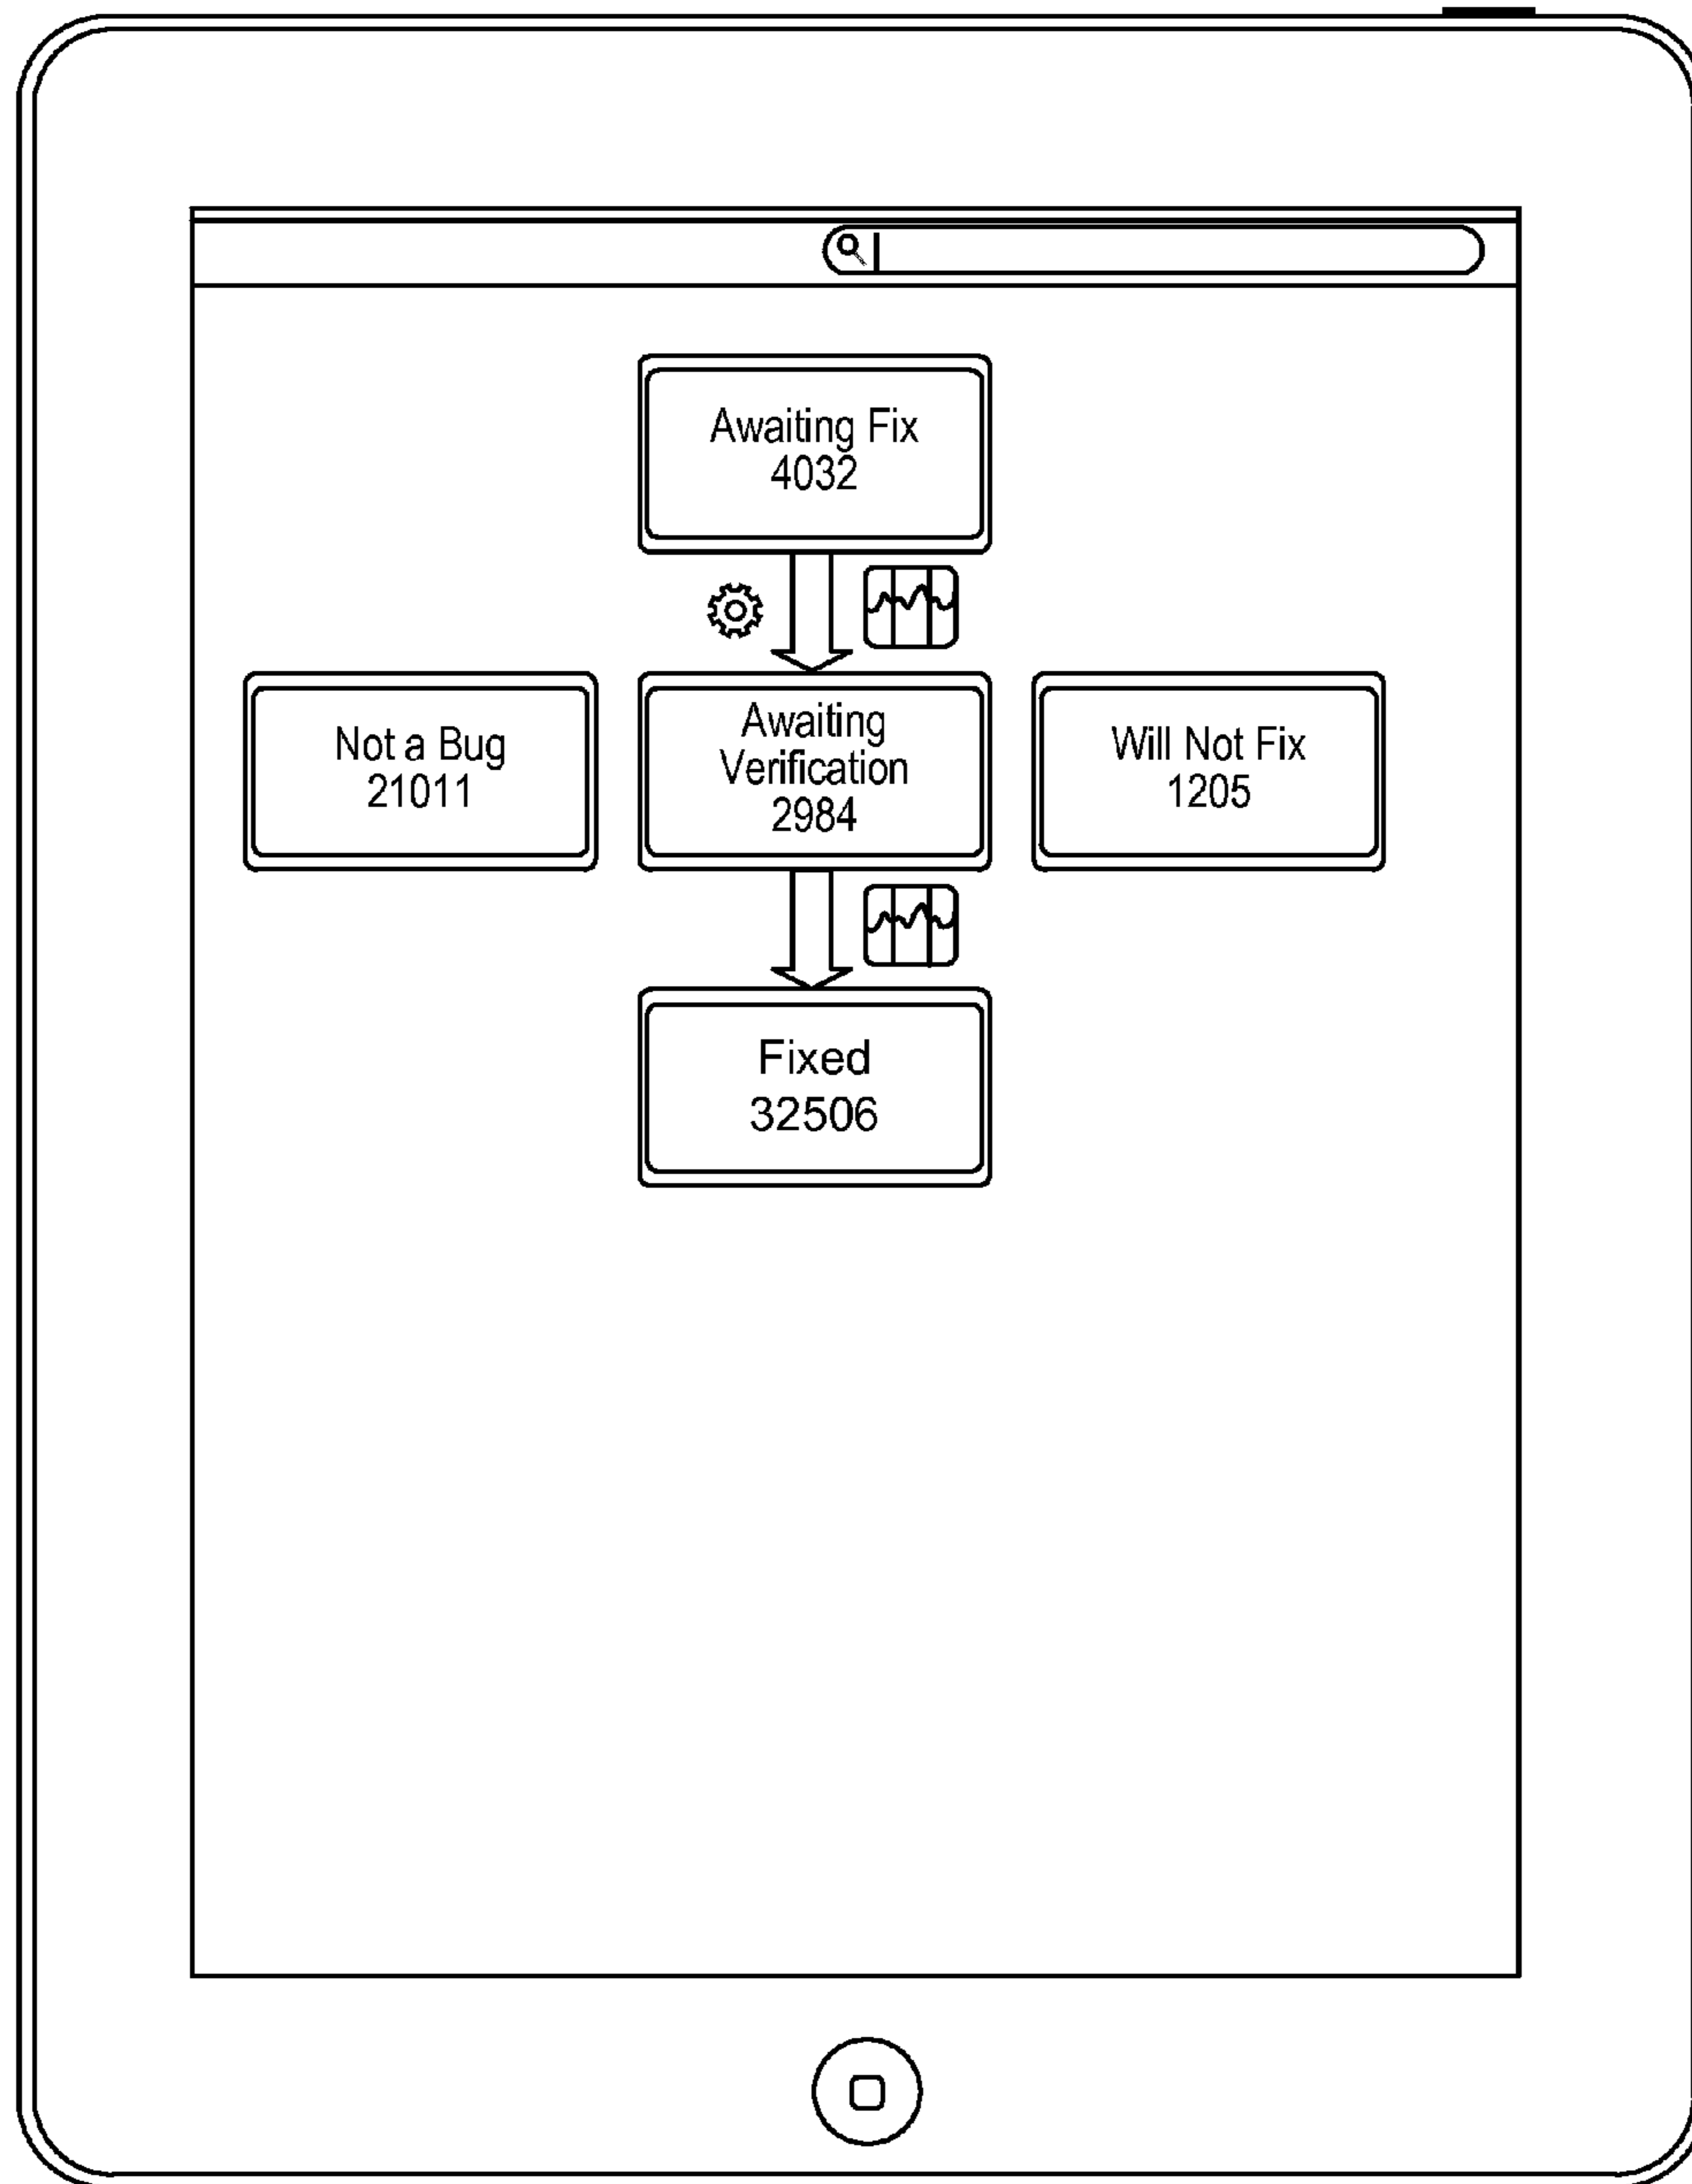 Awaiting Fix
4032
Not a Bug
21011
Awaiting
Verification
2984
Will Not Fix
1205
Fixed
32506